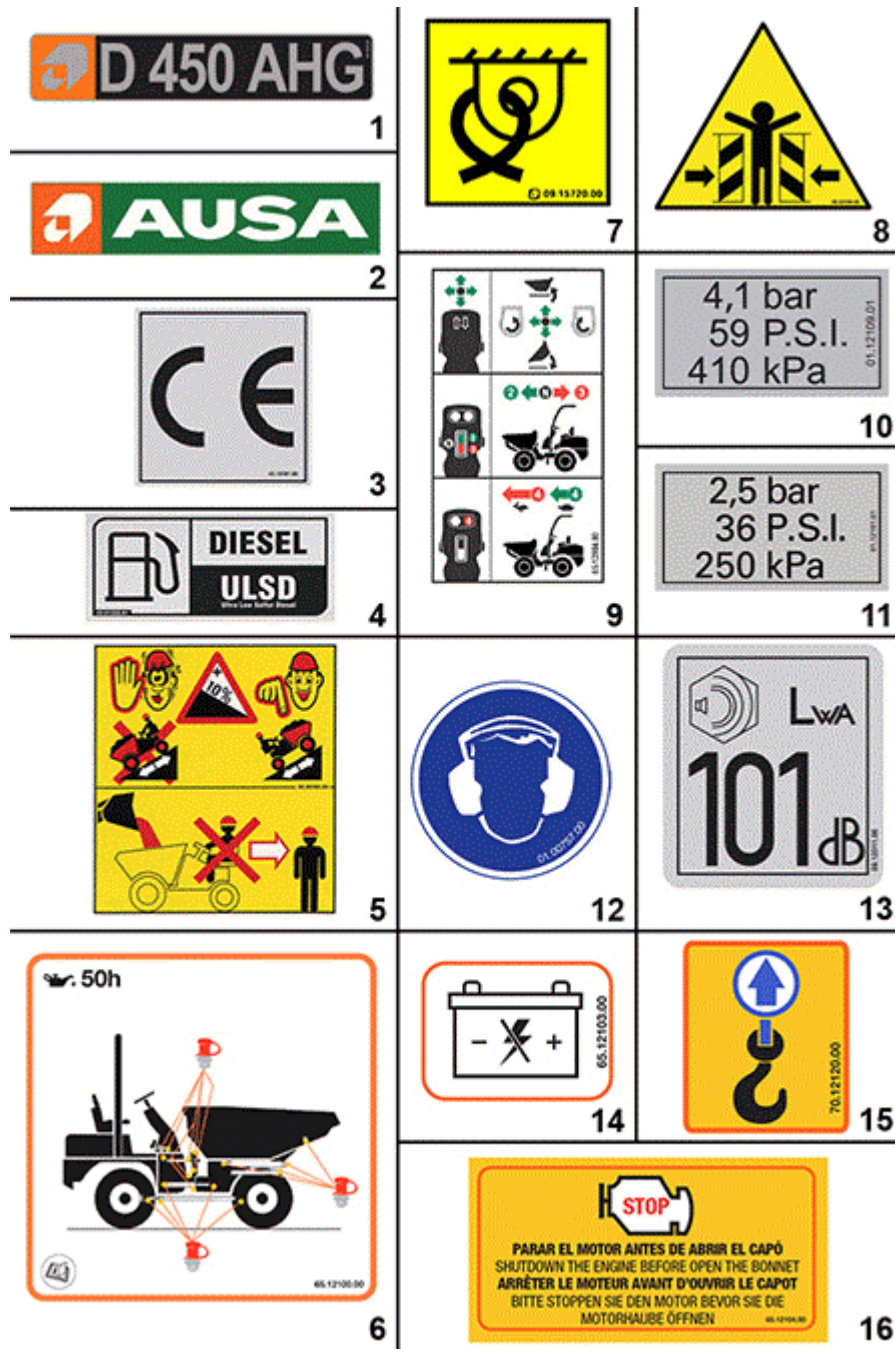 D 450 AHG
1
AUSA
2
CE
3
DIESEL
ULSD
Ultra Low Sulfur Diesel
4
10%
5
50h
65.12100.00
6
09.15720.00
7
8
N
2
3
4
4
9
4,1 bar
59 P.S.I.
410 kPa
01.12109.01
10
2,5 bar
36 P.S.I.
250 kPa
11
01.00757.00
12
LWA
101 dB
13
- +
65.12103.00
14
70.12120.00
15
STOP
PARAR EL MOTOR ANTES DE ABRIR EL CAPÓ
SHUTDOWN THE ENGINE BEFORE OPEN THE BONNET
ARRÊTER LE MOTEUR AVANT D'OUVRIR LE CAPOT
BITTE STOPPEN SIE DEN MOTOR BEVOR SIE DIE
MOTORHAUBE ÖFFNEN
65.12104.00
16